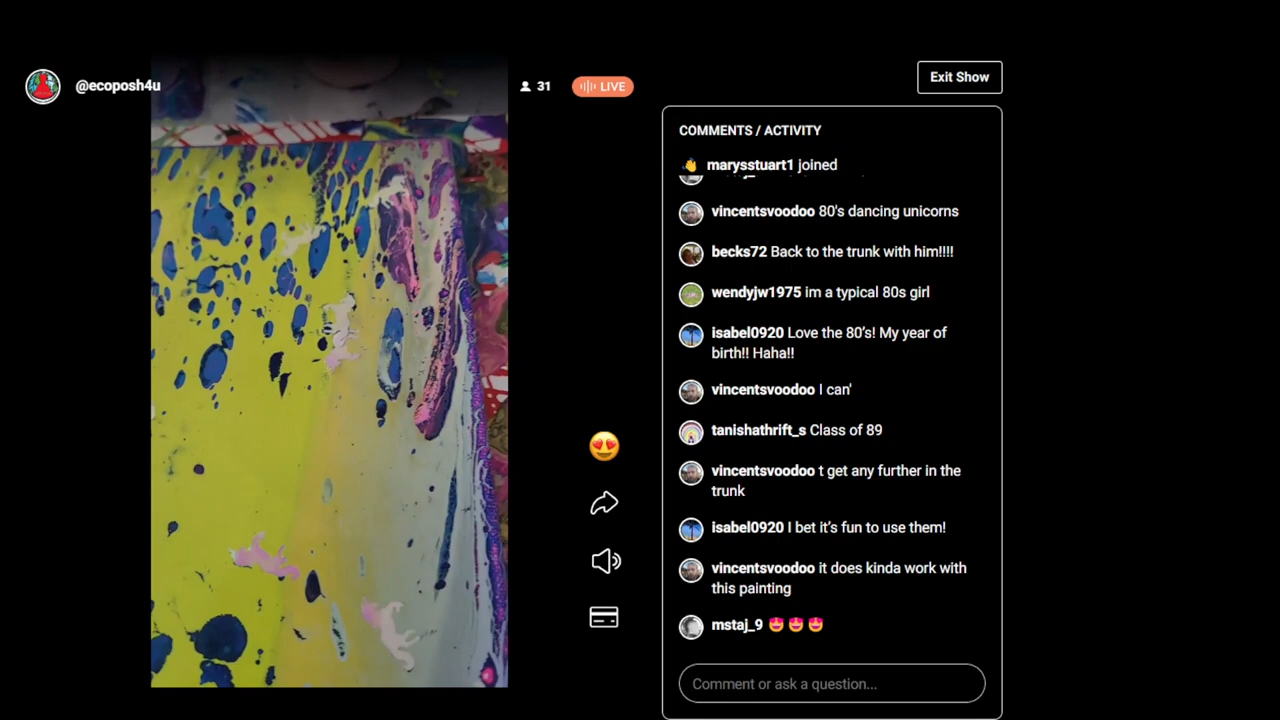 @ecoposh4u
31
LIVE
Exit Show
COMMENTS / ACTIVITY
marysstuart1 joined
vincentsvoodoo 80's dancing unicorns
becks72 Back to the trunk with him!!!!
wendyjw1975 im a typical 80s girl
isabel0920 Love the 80's! My year of
birth!! Haha!!
vincentsvoodoo I can'
tanishathrift_s Class of 89
vincentsvoodoo t get any further in the
trunk
isabel0920 I bet it's fun to use them!
vincentsvoodoo it does kinda work with
this painting
mstaj_9 😍😍😍
Comment or ask a question...